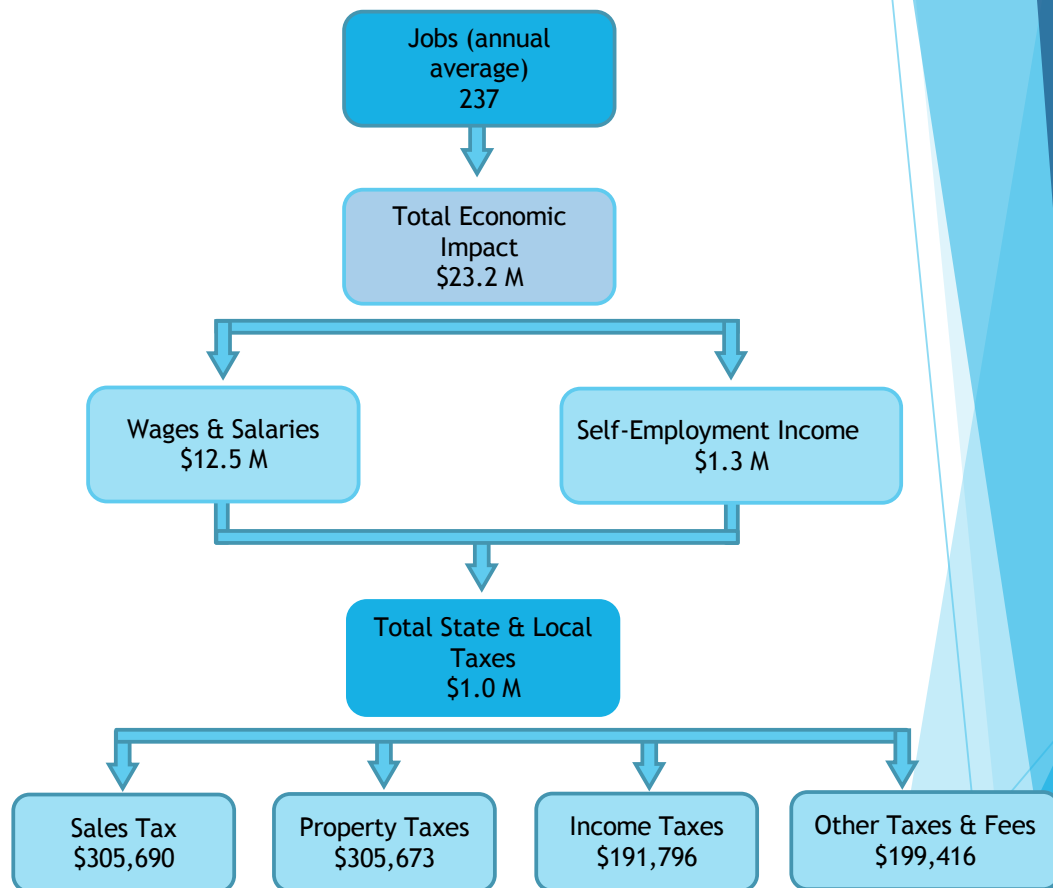 Jobs (annual
average)
237
Total Economic
Impact
$23.2 M
Wages & Salaries
$12.5 M
Self-Employment Income
$1.3 M
Total State & Local
Taxes
$1.0 M
Sales Tax
$305,690
Property Taxes
$305,673
Income Taxes
$191,796
Other Taxes & Fees
$199,416